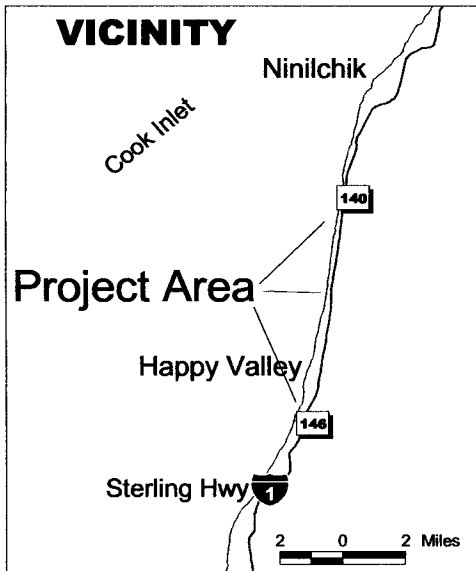 VICINITY
Ninilchik
Cook Inlet
140
Project Area
Happy Valley
146
Sterling Hwy
1
2 0 2 Miles